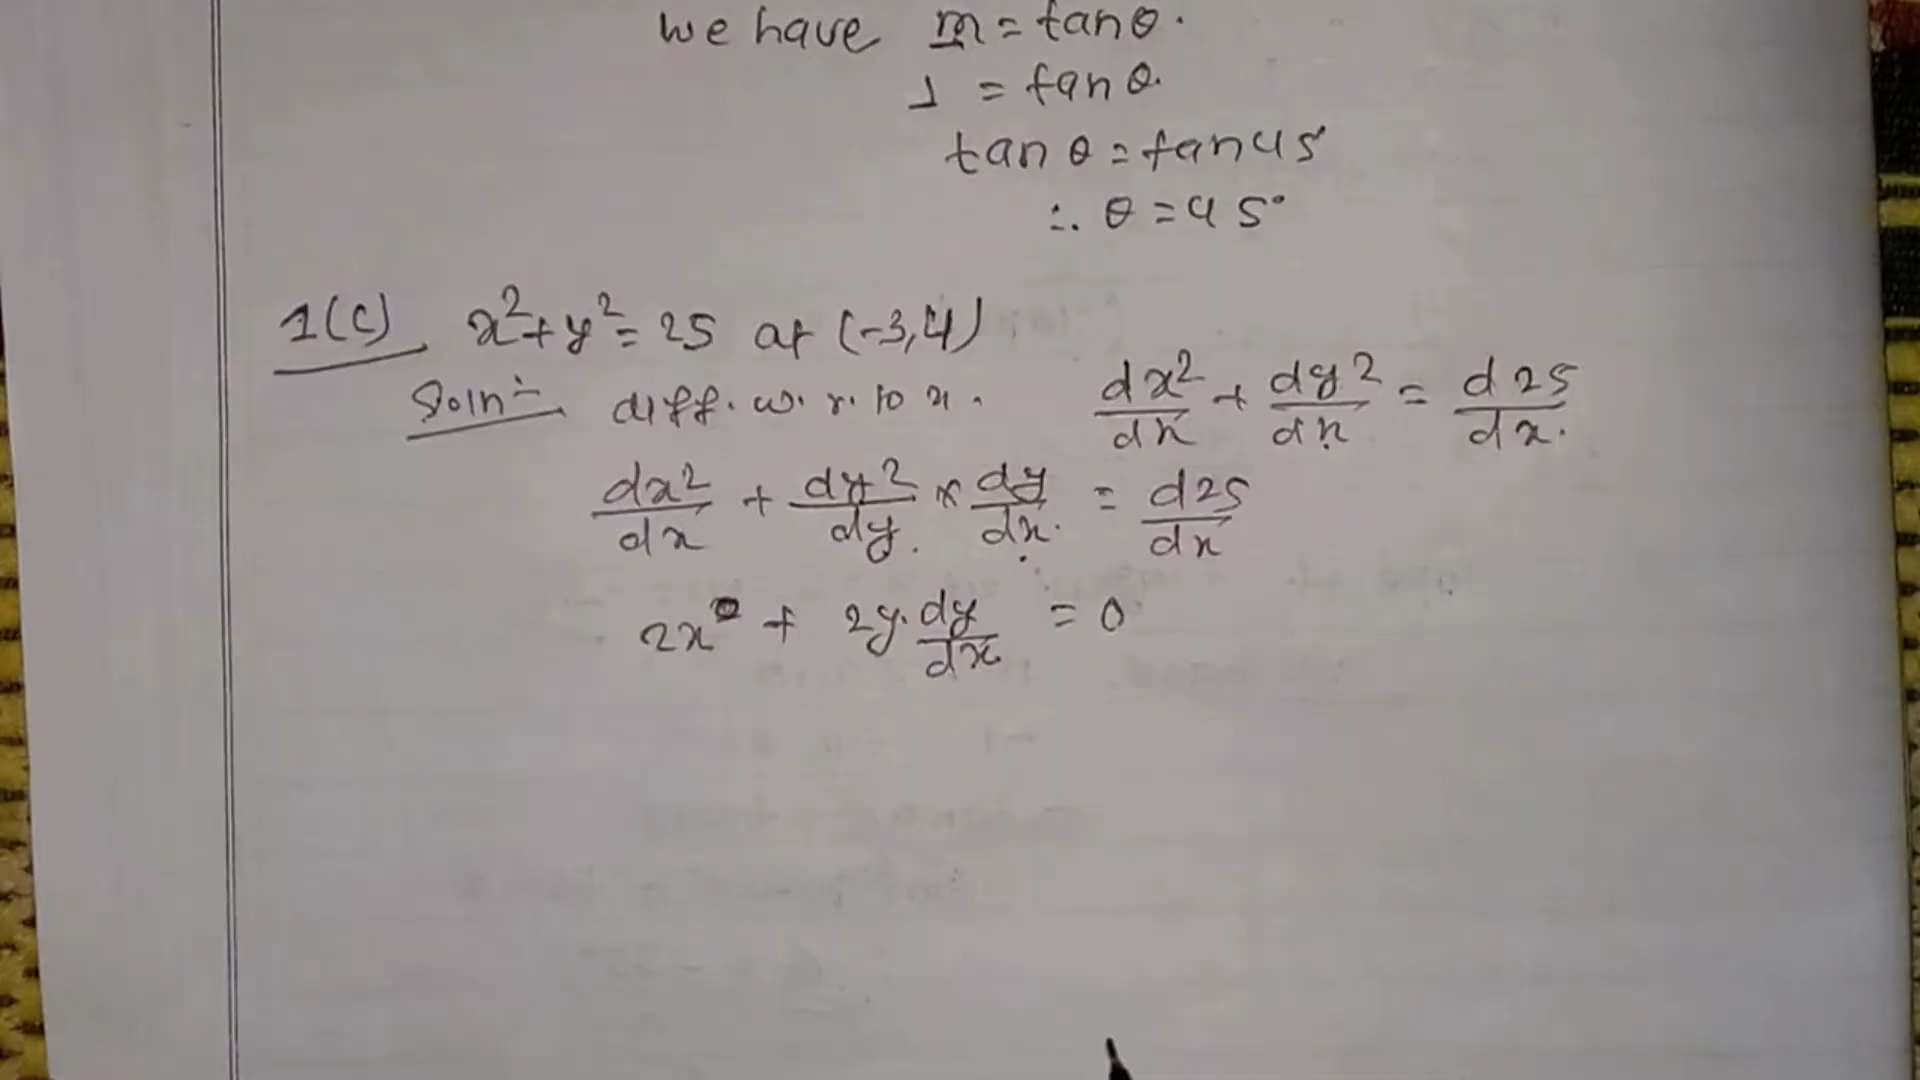 we have m = tanθ.
1 = tanθ.
tanθ = tan45
∴ θ = 45°
1(c) x²+y²= 25 at (-3,4)
Soln:- diff. w. r. to x. dx²/dx + dy²/dx = d25/dx.
dx²/dx + dy²/dy. × dy/dx. = d25/dx
2x + 2y.dy/dx = 0